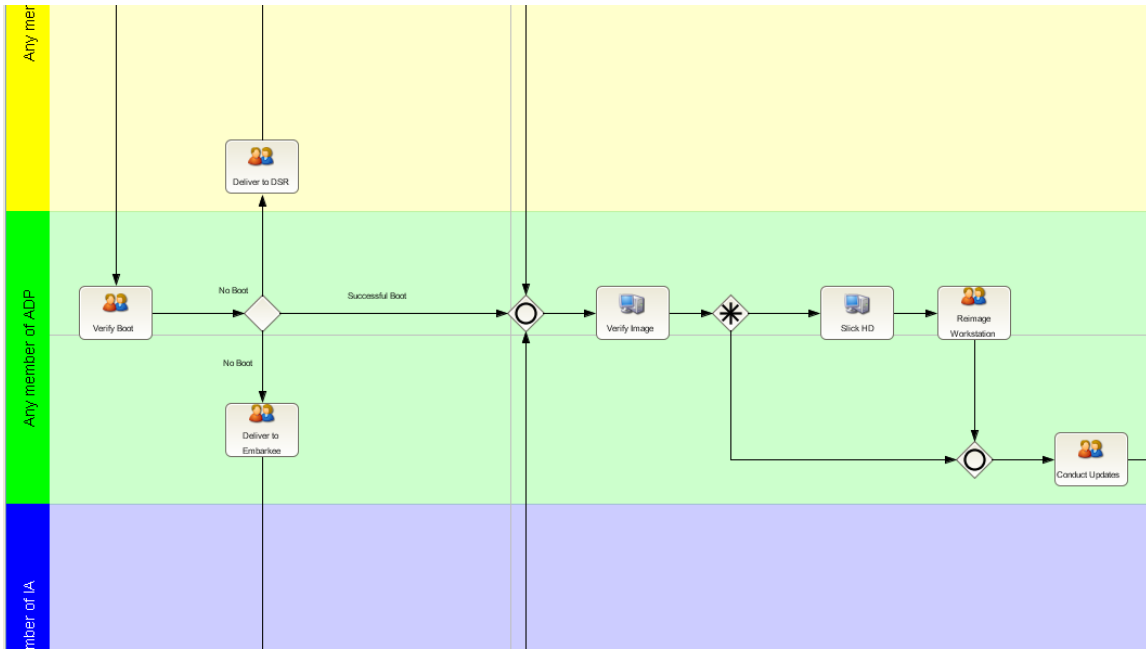 Any mem
Deliver to DSR
Any member of ADP
No Boot
Successful Boot
Verify Boot
Verify Image
Slick HD
Reimage
Workstation
No Boot
Deliver to
Embarkee
Conduct Updates
mber of IA